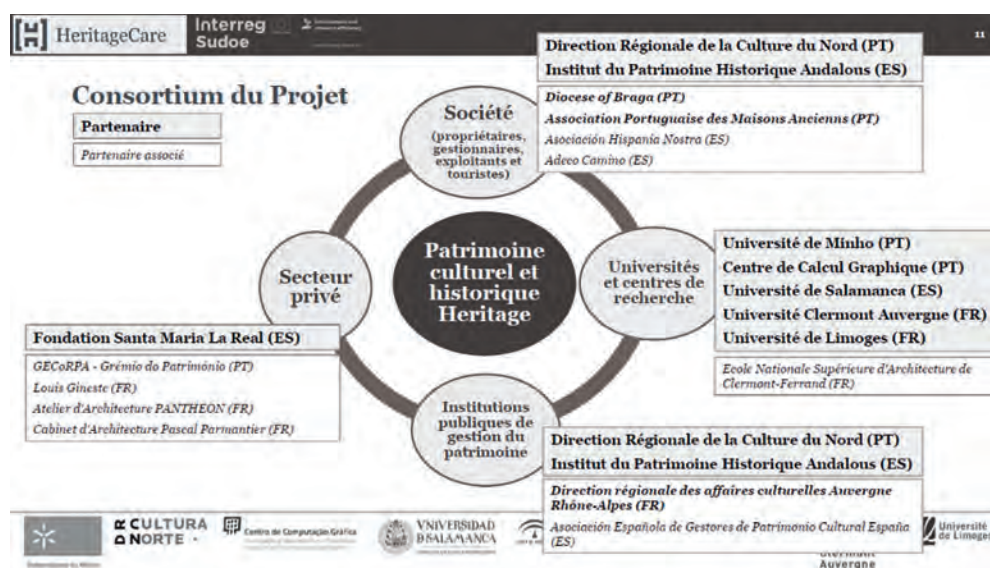 HeritageCare
Interreg
Sudoe
11
Consortium du Projet
Partenaire
Partenaire associé
Société
(propriétaires,
gestionnaires,
exploitants et
touristes)
Direction Régionale de la Culture du Nord (PT)
Institut du Patrimoine Historique Andalous (ES)
Diocese of Braga (PT)
Association Portuguaise des Maisons Ancienns (PT)
Asociación Hispania Nostra (ES)
Adeco Camino (ES)
Secteur
privé
Patrimoine
culturel et
historique
Heritage
Universités
et centres de
recherche
Université de Minho (PT)
Centre de Calcul Graphique (PT)
Université de Salamanca (ES)
Université Clermont Auvergne (FR)
Université de Limoges (FR)
Ecole Nationale Supérieure d'Architecture de
Clermont-Ferrand (FR)
Fondation Santa Maria La Real (ES)
GECoRPA - Grémio do Património (PT)
Louis Gineste (FR)
Atelier d'Architecture PANTHEON (FR)
Cabinet d'Architecture Pascal Parmantier (FR)
Institutions
publiques de
gestion du
patrimoine
Direction Régionale de la Culture du Nord (PT)
Institut du Patrimoine Historique Andalous (ES)
Direction régionale des affaires culturelles Auvergne
Rhône-Alpes (FR)
Asociación Española de Gestores de Patrimonio Cultural España
(ES)
CULTURA
NORTE
Centro de Computação Gráfica
VNIVERSIDAD
D SALAMANCA
Université
de Limoges
Auvergne